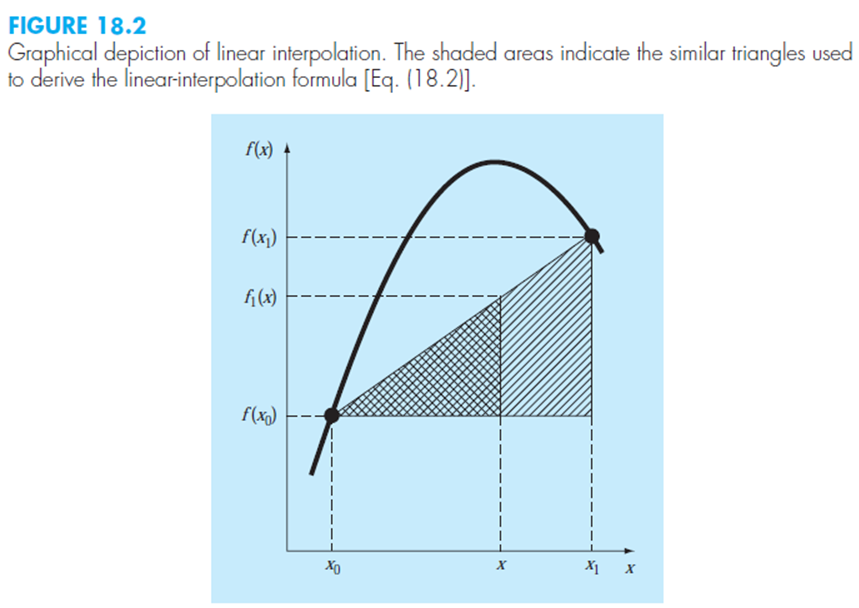 FIGURE 18.2
Graphical depiction of linear interpolation. The shaded areas indicate the similar triangles used
to derive the linear-interpolation formula [Eq. (18.2)].
f(x)
f(x₁)
f₁(x)
f(x₀)
x₀ x x₁ x